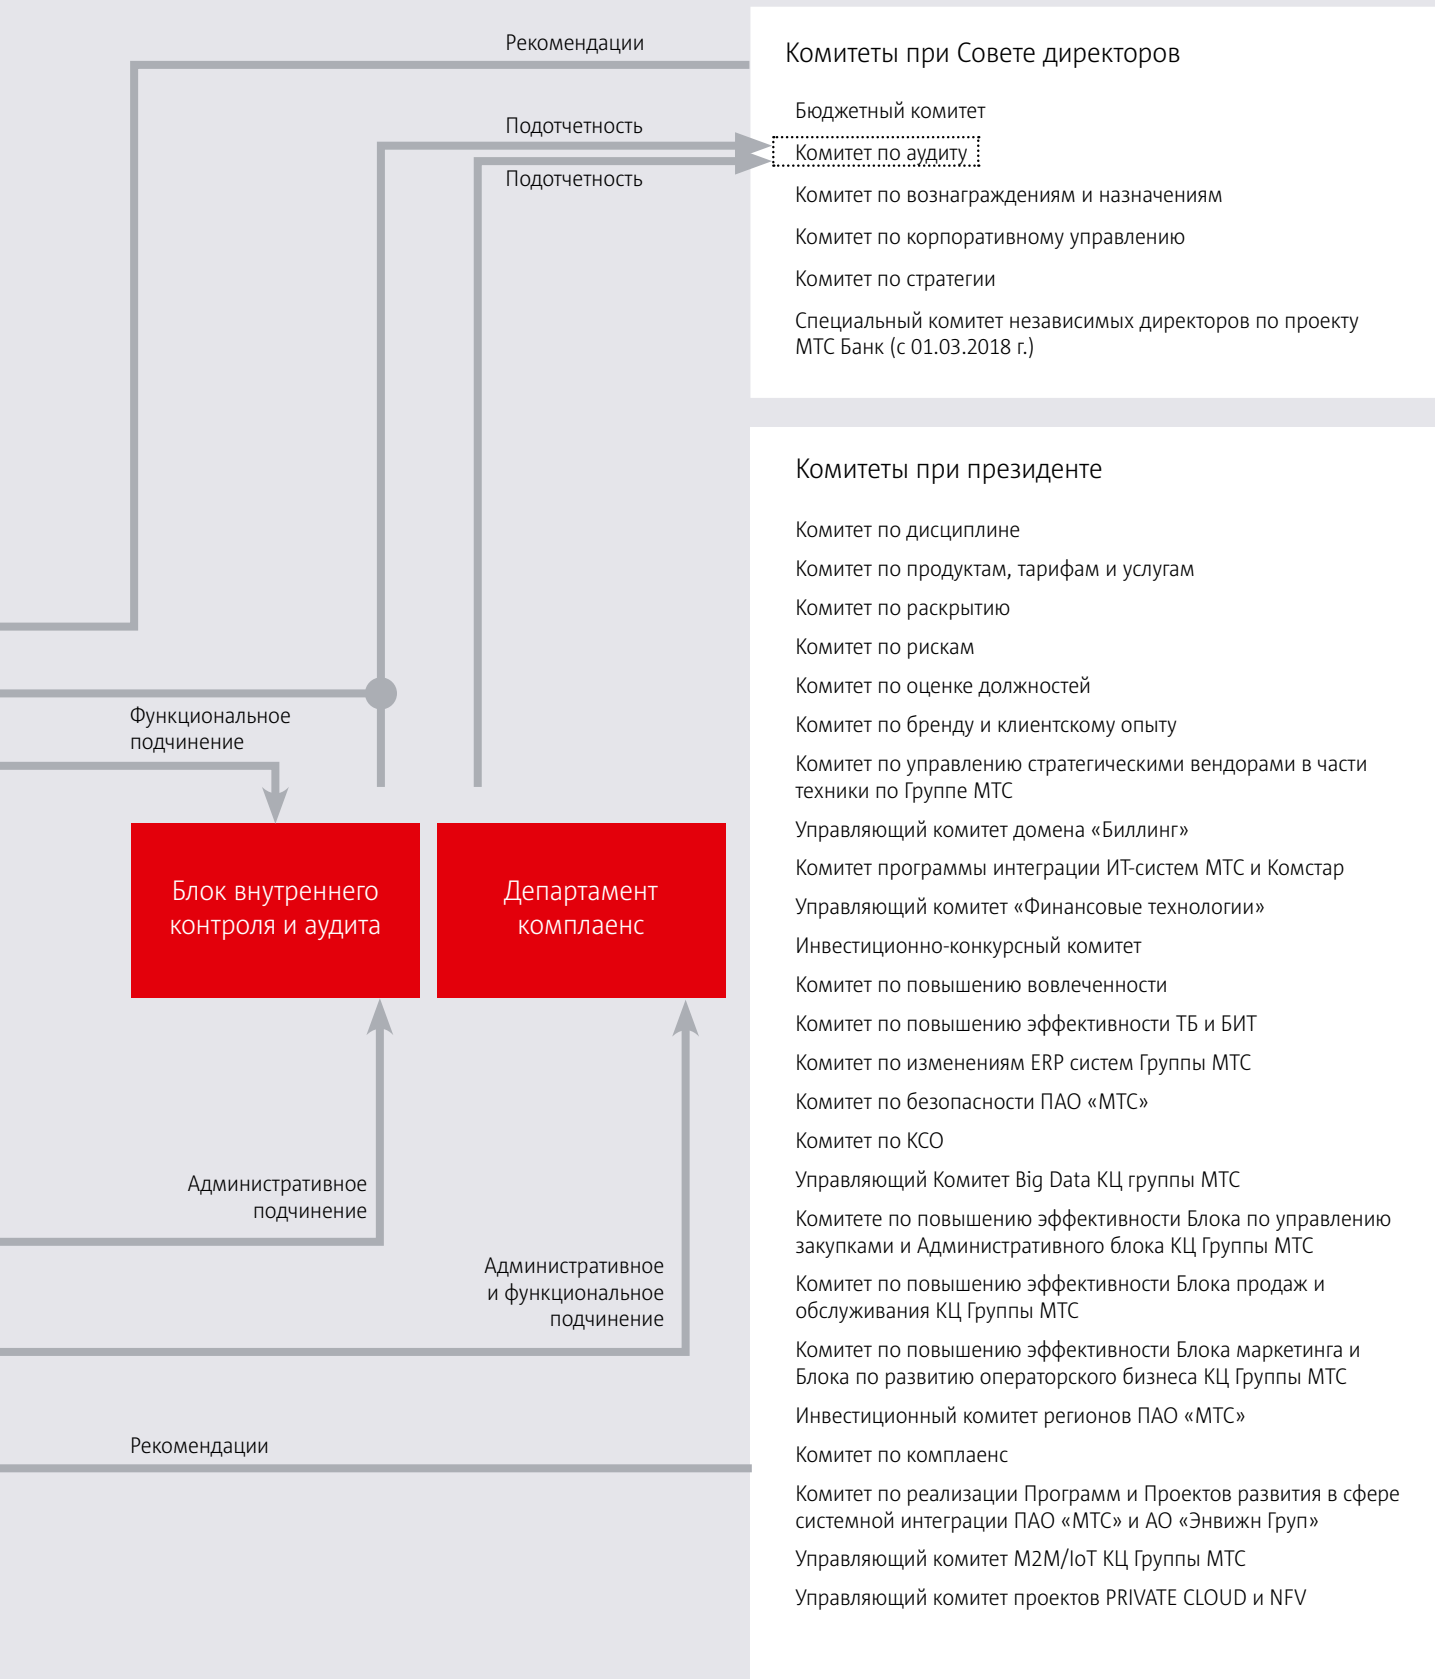 Рекомендации
Подотчетность
Подотчетность
Функциональное
подчинение
Блок внутреннего
контроля и аудита
Департамент
комплаенс
Административное
подчинение
Административное
и функциональное
подчинение
Рекомендации
Комитеты при Совете директоров
Бюджетный комитет
Комитет по аудиту
Комитет по вознаграждениям и назначениям
Комитет по корпоративному управлению
Комитет по стратегии
Специальный комитет независимых директоров по проекту
МТС Банк (с 01.03.2018 г.)
Комитеты при президенте
Комитет по дисциплине
Комитет по продуктам, тарифам и услугам
Комитет по раскрытию
Комитет по рискам
Комитет по оценке должностей
Комитет по бренду и клиентскому опыту
Комитет по управлению стратегическими вендорами в части
техники по Группе МТС
Управляющий комитет домена «Биллинг»
Комитет программы интеграции ИТ-систем МТС и Комстар
Управляющий комитет «Финансовые технологии»
Инвестиционно-конкурсный комитет
Комитет по повышению вовлеченности
Комитет по повышению эффективности ТБ и БИТ
Комитет по изменениям ERP систем Группы МТС
Комитет по безопасности ПАО «МТС»
Комитет по КСО
Управляющий Комитет Big Data КЦ группы МТС
Комитете по повышению эффективности Блока по управлению
закупками и Административного блока КЦ Группы МТС
Комитет по повышению эффективности Блока продаж и
обслуживания КЦ Группы МТС
Комитет по повышению эффективности Блока маркетинга и
Блока по развитию операторского бизнеса КЦ Группы МТС
Инвестиционный комитет регионов ПАО «МТС»
Комитет по комплаенс
Комитет по реализации Программ и Проектов развития в сфере
системной интеграции ПАО «МТС» и АО «Энвижн Груп»
Управляющий комитет M2M/IoT КЦ Группы МТС
Управляющий комитет проектов PRIVATE CLOUD и NFV